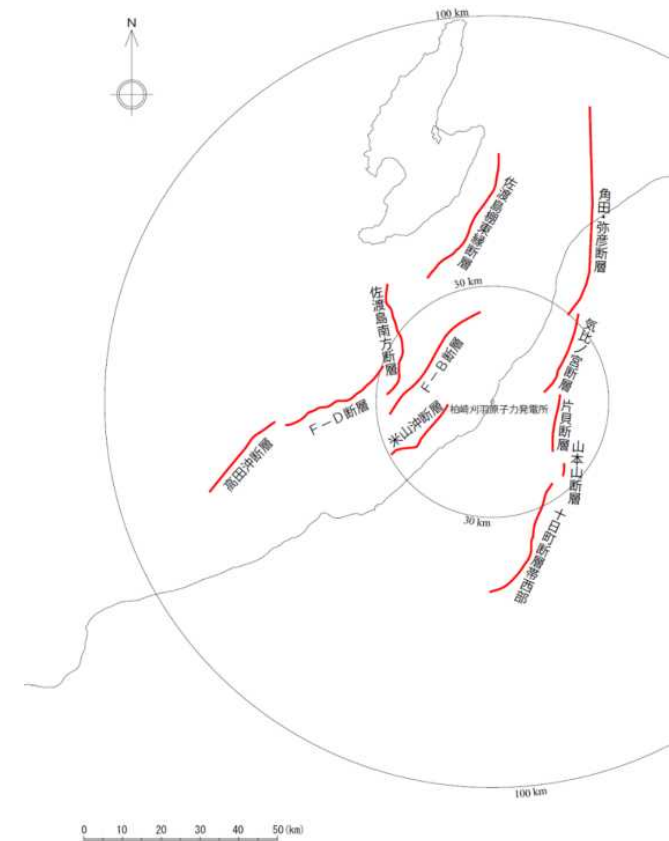 100 km
N
佐渡島棚東縁断層
角田・弥彦断層
30 km
佐渡島南方断層
F－B断層
気比ノ宮断層
F－D断層
米山沖断層
柏崎刈羽原子力発電所
片貝断層
高田沖断層
山本山断層
30 km
十日町断層帯西部
100 km
0 10 20 30 40 50(km)